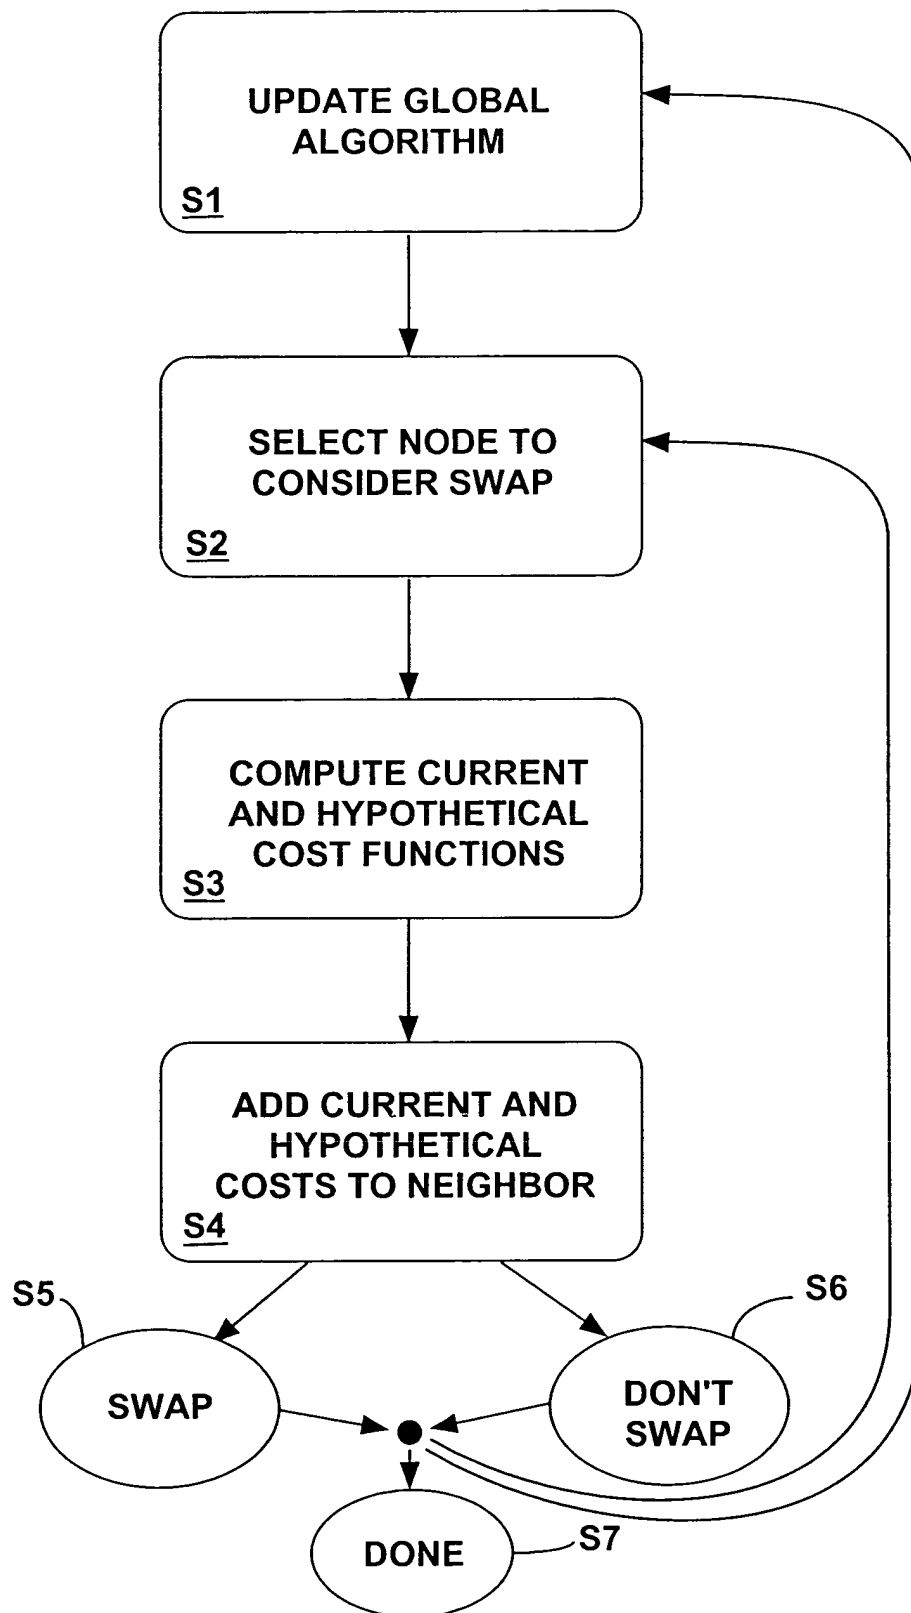 UPDATE GLOBAL
ALGORITHM
S1
SELECT NODE TO
CONSIDER SWAP
S2
COMPUTE CURRENT
AND HYPOTHETICAL
COST FUNCTIONS
S3
ADD CURRENT AND
HYPOTHETICAL
COSTS TO NEIGHBOR
S4
S5
S6
SWAP
DON'T
SWAP
DONE
S7